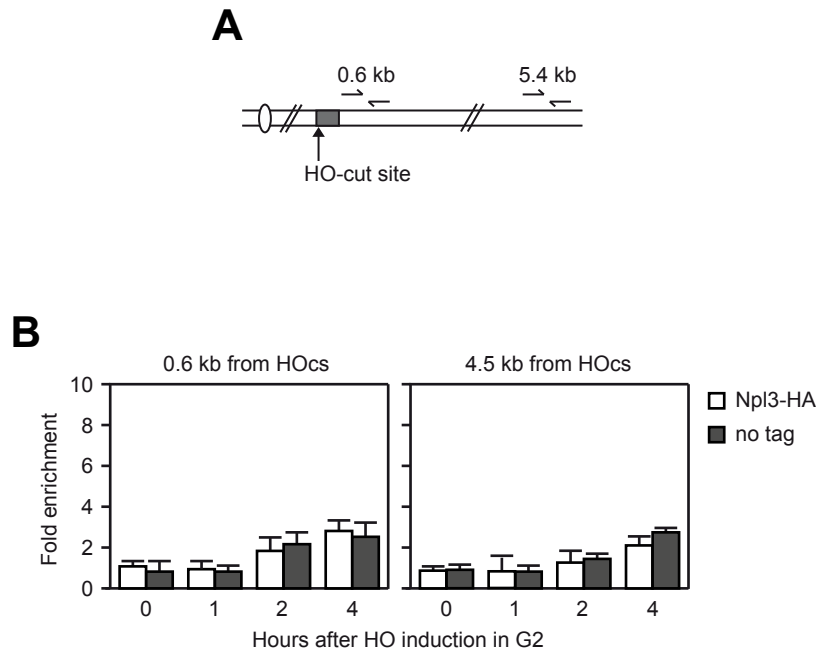 A
0.6 kb 5.4 kb
HO-cut site
B
0.6 kb from HOcs 4.5 kb from HOcs
10
8
6
4
2
0
Fold enrichment
0 1 2 4 0 1 2 4
Hours after HO induction in G2
Npl3-HA
no tag